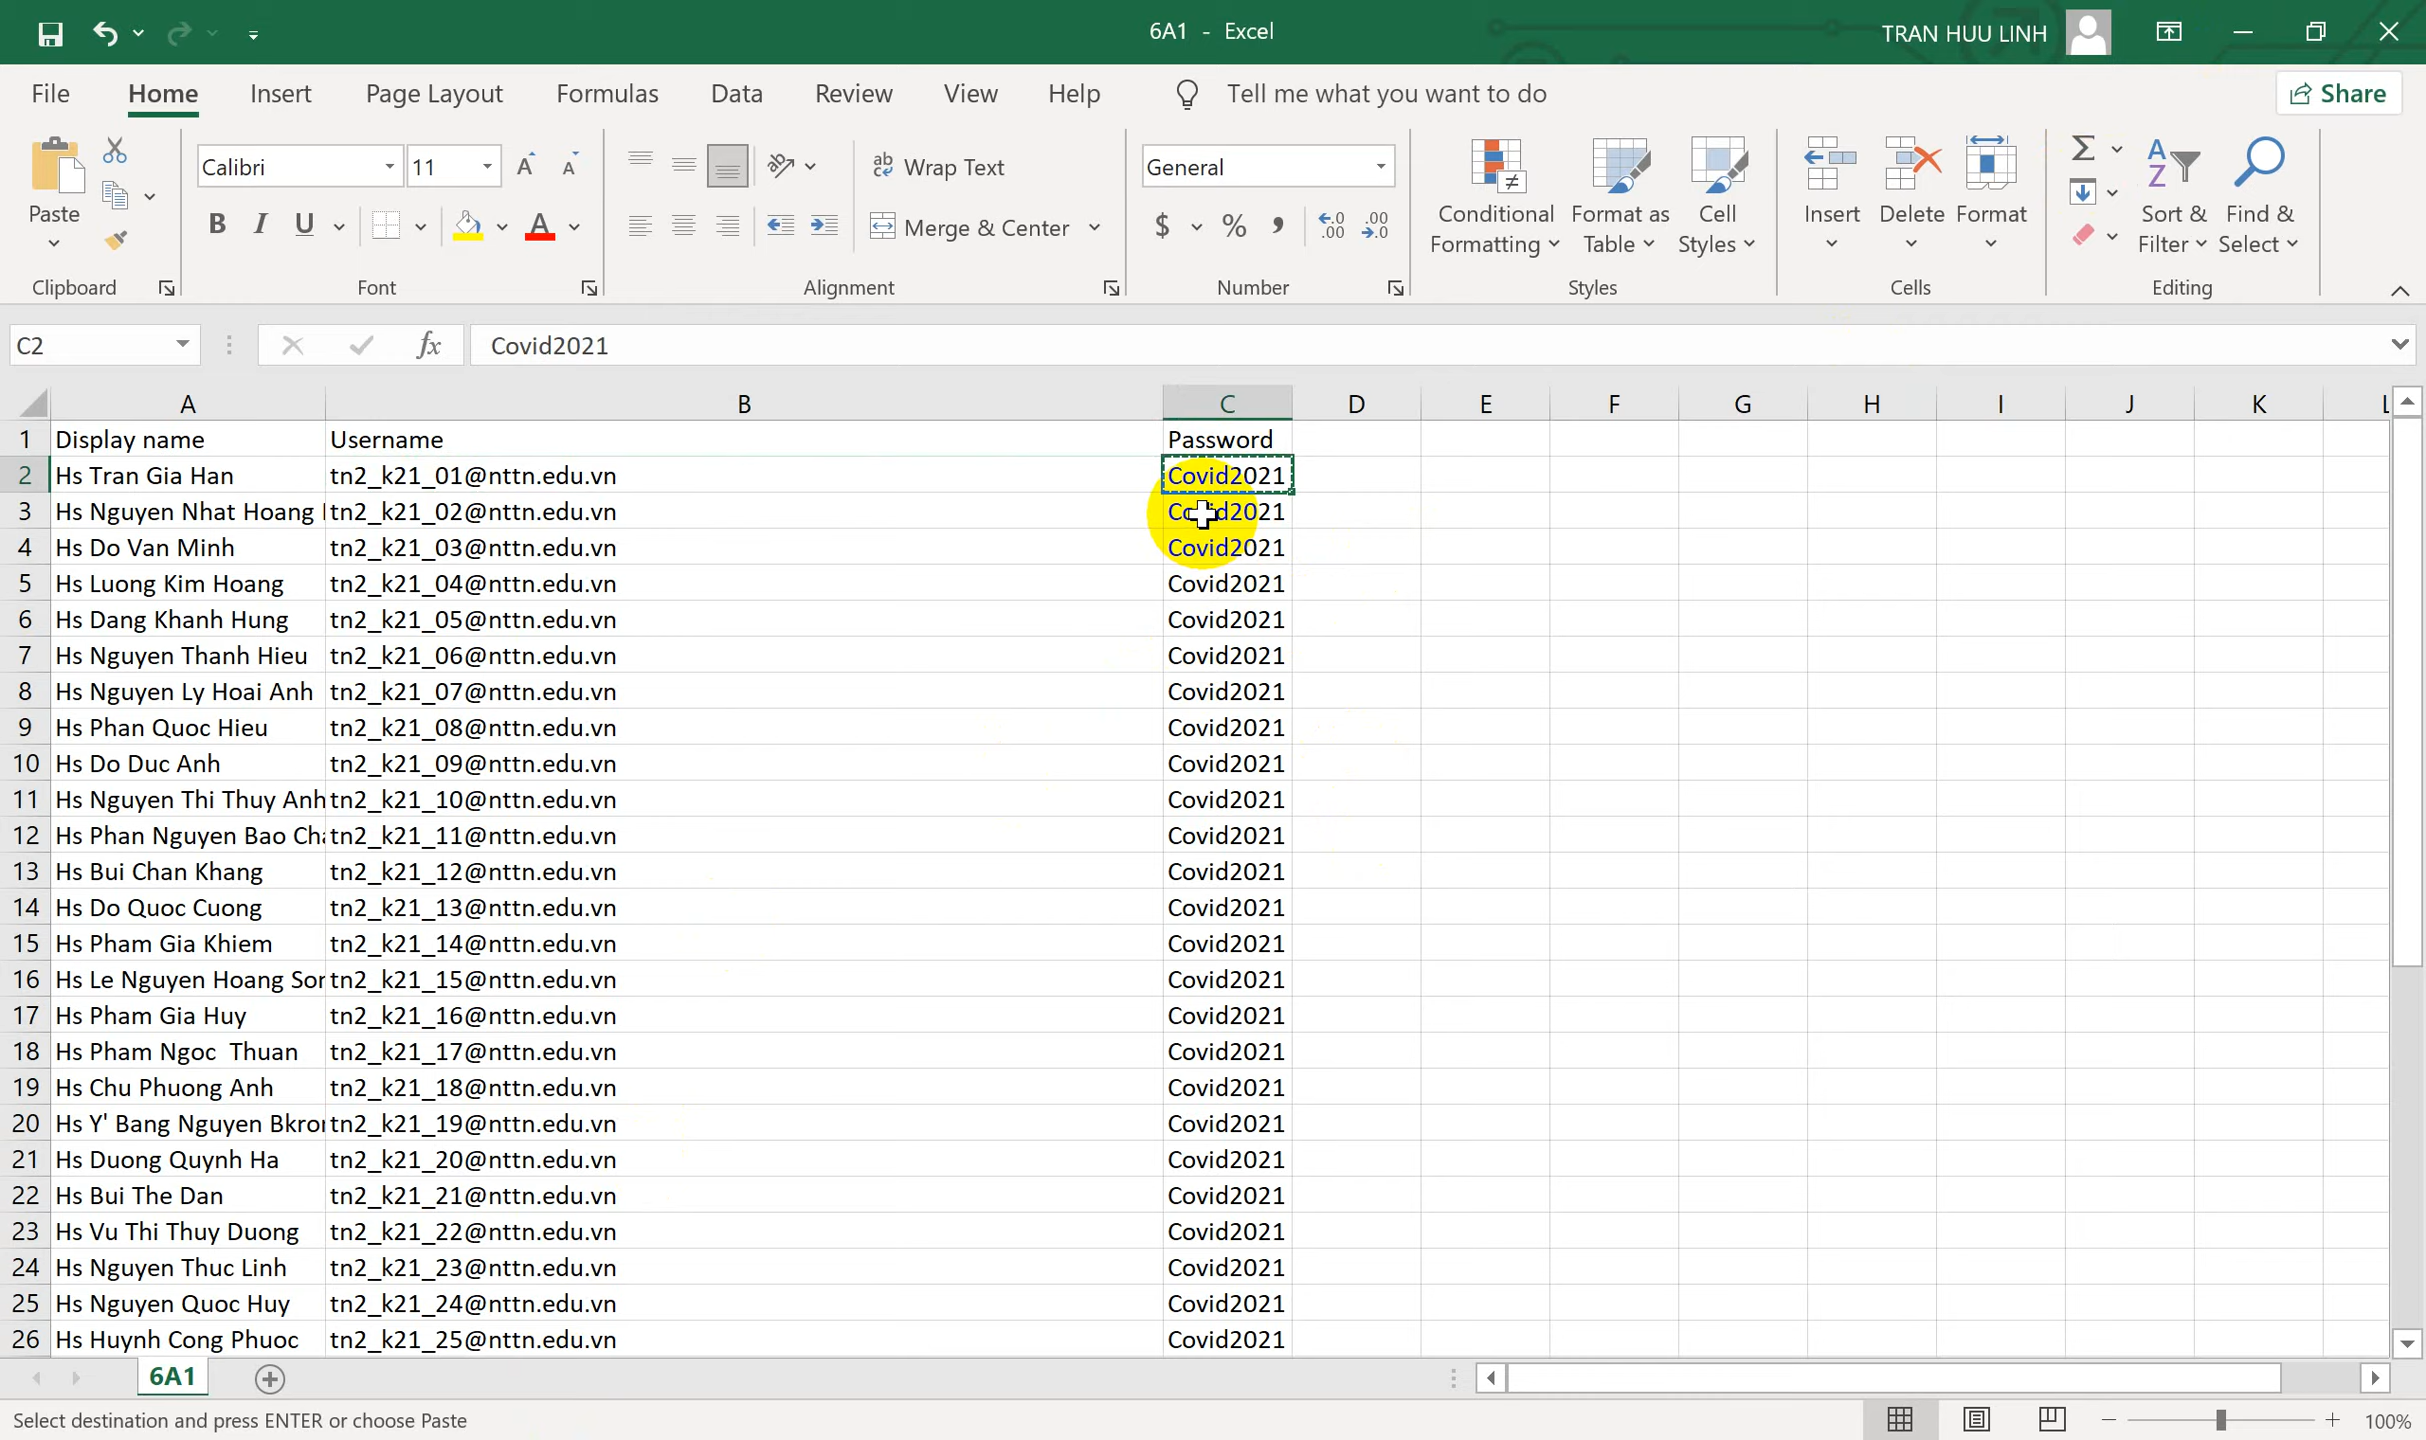 6A1 - Excel
TRAN HUU LINH
File Home Insert Page Layout Formulas Data Review View Help Tell me what you want to do Share
Paste
Clipboard
Calibri 11
B I U A
Font
Wrap Text
Merge & Center
Alignment
General
$ % , .00
Number
Conditional Formatting
Format as Table
Cell Styles
Styles
Insert Delete Format
Cells
Sort & Filter
Find & Select
Editing
C2 fx Covid2021
A B C D E F G H I J K L
1 Display name Username Password
2 Hs Tran Gia Han tn2_k21_01@nttn.edu.vn Covid2021
3 Hs Nguyen Nhat Hoang tn2_k21_02@nttn.edu.vn Covid2021
4 Hs Do Van Minh tn2_k21_03@nttn.edu.vn Covid2021
5 Hs Luong Kim Hoang tn2_k21_04@nttn.edu.vn Covid2021
6 Hs Dang Khanh Hung tn2_k21_05@nttn.edu.vn Covid2021
7 Hs Nguyen Thanh Hieu tn2_k21_06@nttn.edu.vn Covid2021
8 Hs Nguyen Ly Hoai Anh tn2_k21_07@nttn.edu.vn Covid2021
9 Hs Phan Quoc Hieu tn2_k21_08@nttn.edu.vn Covid2021
10 Hs Do Duc Anh tn2_k21_09@nttn.edu.vn Covid2021
11 Hs Nguyen Thi Thuy Anh tn2_k21_10@nttn.edu.vn Covid2021
12 Hs Phan Nguyen Bao tn2_k21_11@nttn.edu.vn Covid2021
13 Hs Bui Chan Khang tn2_k21_12@nttn.edu.vn Covid2021
14 Hs Do Quoc Cuong tn2_k21_13@nttn.edu.vn Covid2021
15 Hs Pham Gia Khiem tn2_k21_14@nttn.edu.vn Covid2021
16 Hs Le Nguyen Hoang tn2_k21_15@nttn.edu.vn Covid2021
17 Hs Pham Gia Huy tn2_k21_16@nttn.edu.vn Covid2021
18 Hs Pham Ngoc Thuan tn2_k21_17@nttn.edu.vn Covid2021
19 Hs Chu Phuong Anh tn2_k21_18@nttn.edu.vn Covid2021
20 Hs Y' Bang Nguyen tn2_k21_19@nttn.edu.vn Covid2021
21 Hs Duong Quynh Ha tn2_k21_20@nttn.edu.vn Covid2021
22 Hs Bui The Dan tn2_k21_21@nttn.edu.vn Covid2021
23 Hs Vu Thi Thuy Duong tn2_k21_22@nttn.edu.vn Covid2021
24 Hs Nguyen Thuc Linh tn2_k21_23@nttn.edu.vn Covid2021
25 Hs Nguyen Quoc Huy tn2_k21_24@nttn.edu.vn Covid2021
26 Hs Huynh Cong Phuoc tn2_k21_25@nttn.edu.vn Covid2021
6A1
Select destination and press ENTER or choose Paste 100%